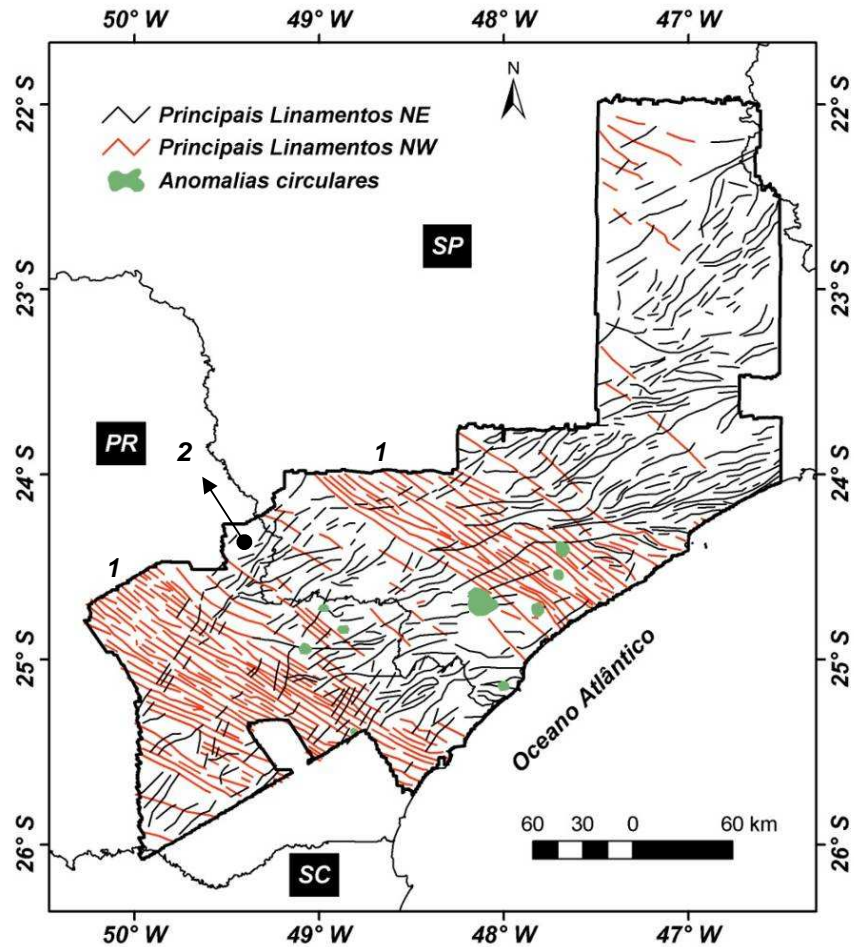 50° W 49° W 48° W 47° W
N
22° S 22° S
Principais Linamentos NE
Principais Linamentos NW
Anomalias circulares
SP
23° S 23° S
PR 2 1
24° S 24° S
1
25° S 25° S
Oceano Atlântico
60 30 0 60 km
26° S 26° S
SC
50° W 49° W 48° W 47° W